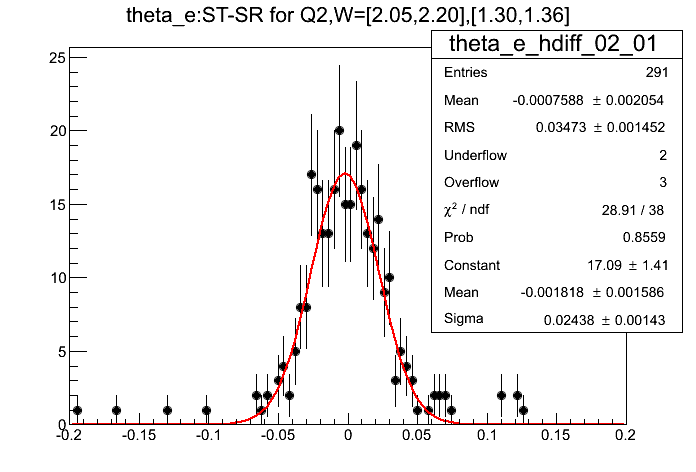 theta_e:ST-SR for Q2,W=[2.05,2.20],[1.30,1.36]
theta_e_hdiff_02_01
Entries 291
Mean -0.0007588 ± 0.002054
RMS 0.03473 ± 0.001452
Underflow 2
Overflow 3
χ² / ndf 28.91 / 38
Prob 0.8559
Constant 17.09 ± 1.41
Mean -0.001818 ± 0.001586
Sigma 0.02438 ± 0.00143
25
20
15
10
5
0
-0.2 -0.15 -0.1 -0.05 0 0.05 0.1 0.15 0.2